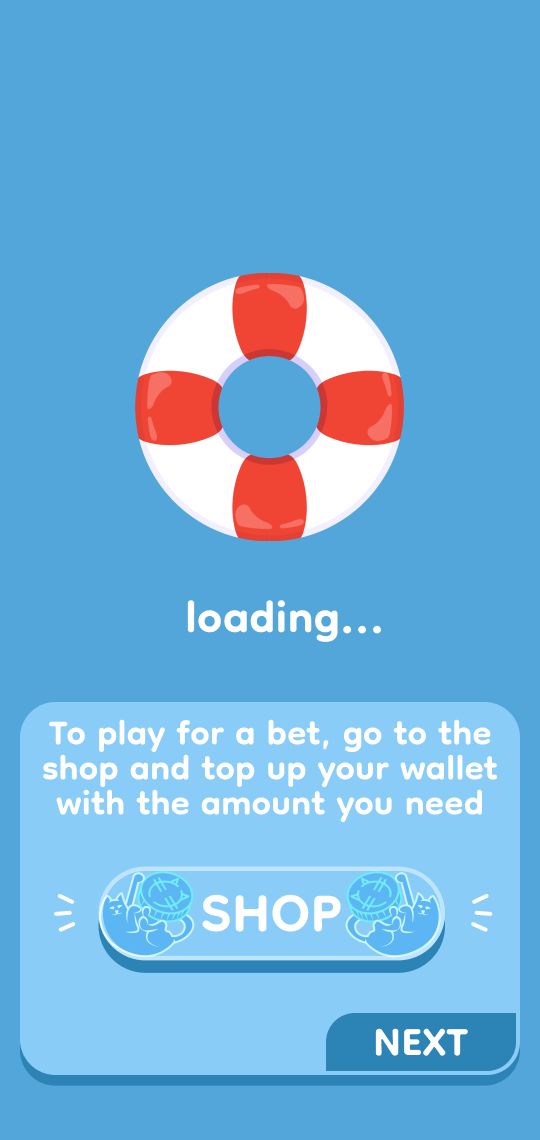 loading...
To play for a bet, go to the
shop and top up your wallet
with the amount you need
SHOP
NEXT